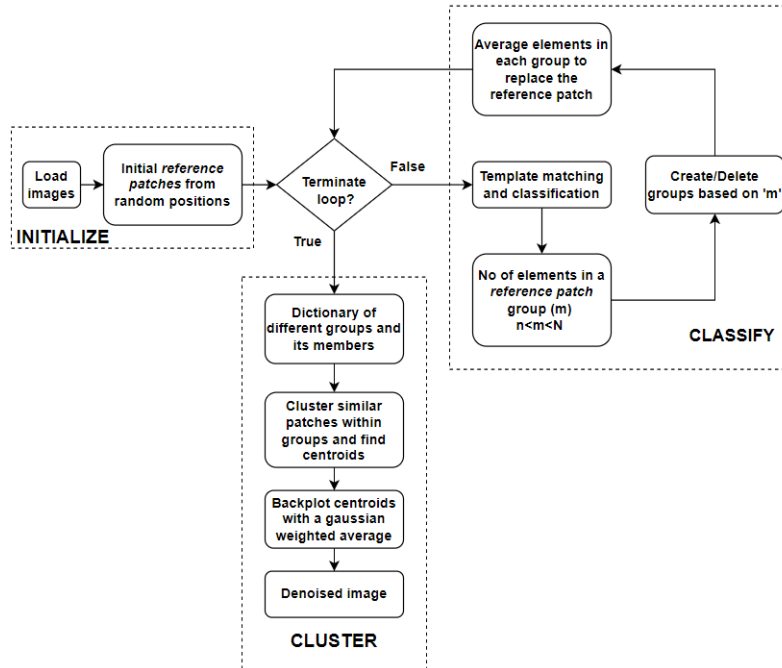 Load
images
Initial reference
patches from
random positions
INITIALIZE
Terminate
loop?
False
True
Average elements in
each group to
replace the
reference patch
Template matching
and classification
No of elements in a
reference patch
group (m)
n<m<N
Create/Delete
groups based on 'm'
CLASSIFY
Dictionary of
different groups and
its members
Cluster similar
patches within
groups and find
centroids
Backplot centroids
with a gaussian
weighted average
Denoised image
CLUSTER